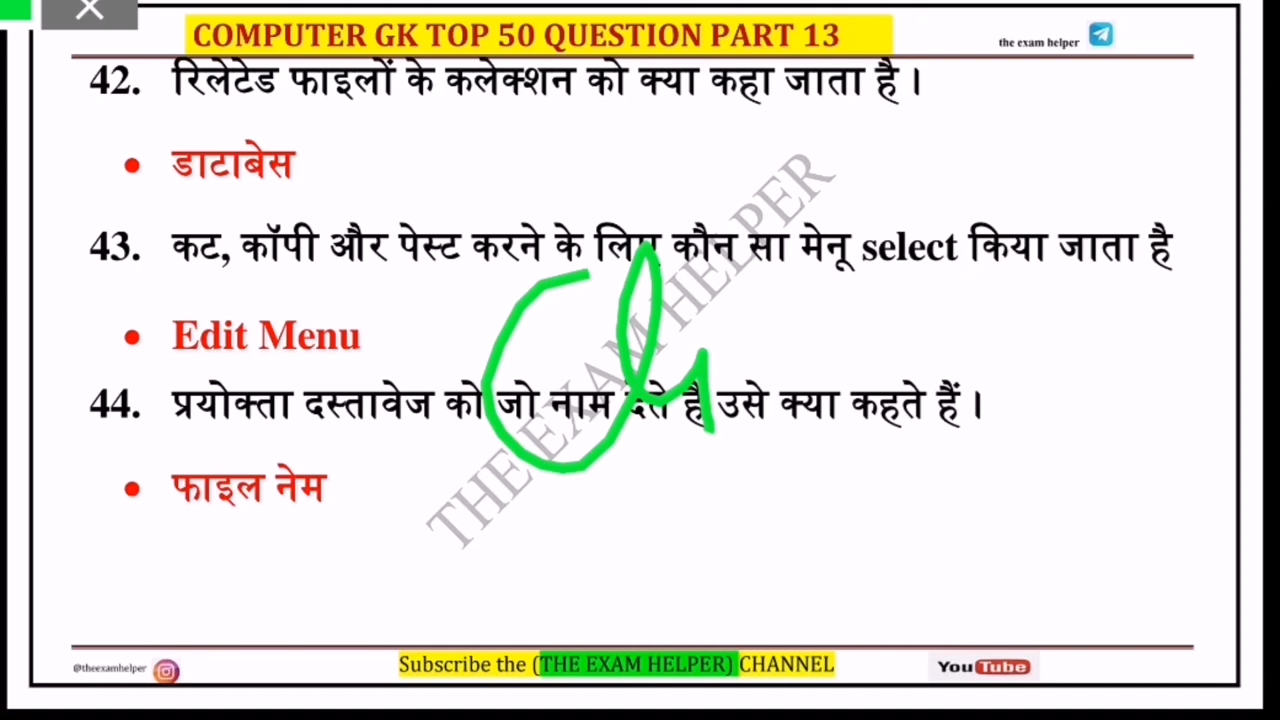 COMPUTER GK TOP 50 QUESTION PART 13
the exam helper
42. रिलेटेड फाइलों के कलेक्शन को क्या कहा जाता है ।
• डाटाबेस
43. कट, कॉपी और पेस्ट करने के लिए कौन सा मेनू select किया जाता है
• Edit Menu
44. प्रयोक्ता दस्तावेज को जो नाम देते है उसे क्या कहते हैं ।
• फाइल नेम
THE EXAM HELPER
@theexamhelper
Subscribe the (THE EXAM HELPER) CHANNEL
YouTube